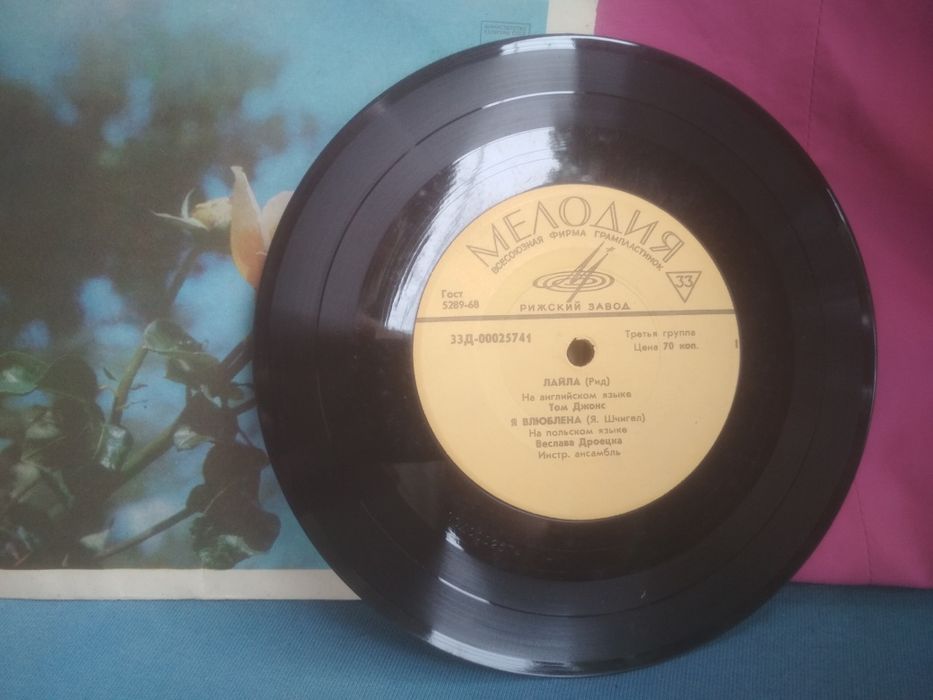 МЕЛОДИЯ
ВСЕСОЮЗНАЯ ФИРМА ГРАМПЛАСТИНОК
33
Гост
5289-68
РИЖСКИЙ ЗАВОД
33Д-00025741
Третья группа
Цена 70 коп.
ЛАЙЛА (Рид)
На английском языке
Том Джонс
Я ВЛЮБЛЕНА (Я. Шчигел)
На польском языке
Веслава Дроецка
Инстр. ансамбль